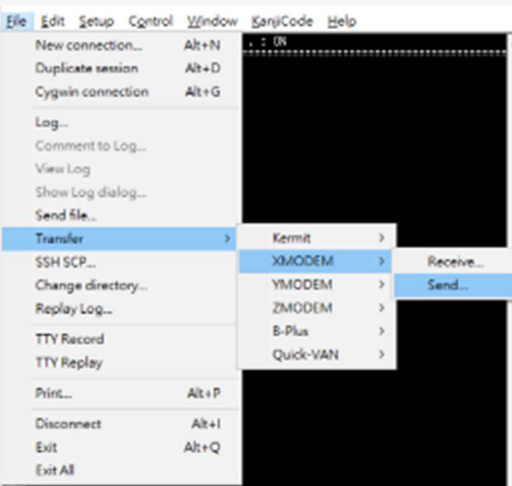 File Edit Setup Control Window KanjiCode Help
New connection... Alt+N
Duplicate session Alt+D
Cygwin connection Alt+G
Log...
Comment to Log...
View Log
Show Log dialog...
Send file...
Transfer
SSH SCP...
Change directory...
Replay Log...
TTY Record
TTY Replay
Print... Alt+P
Disconnect Alt+I
Exit Alt+Q
Exit All
Kermit
XMODEM
YMODEM
ZMODEM
B-Plus
Quick-VAN
Receive...
Send...
. : ON